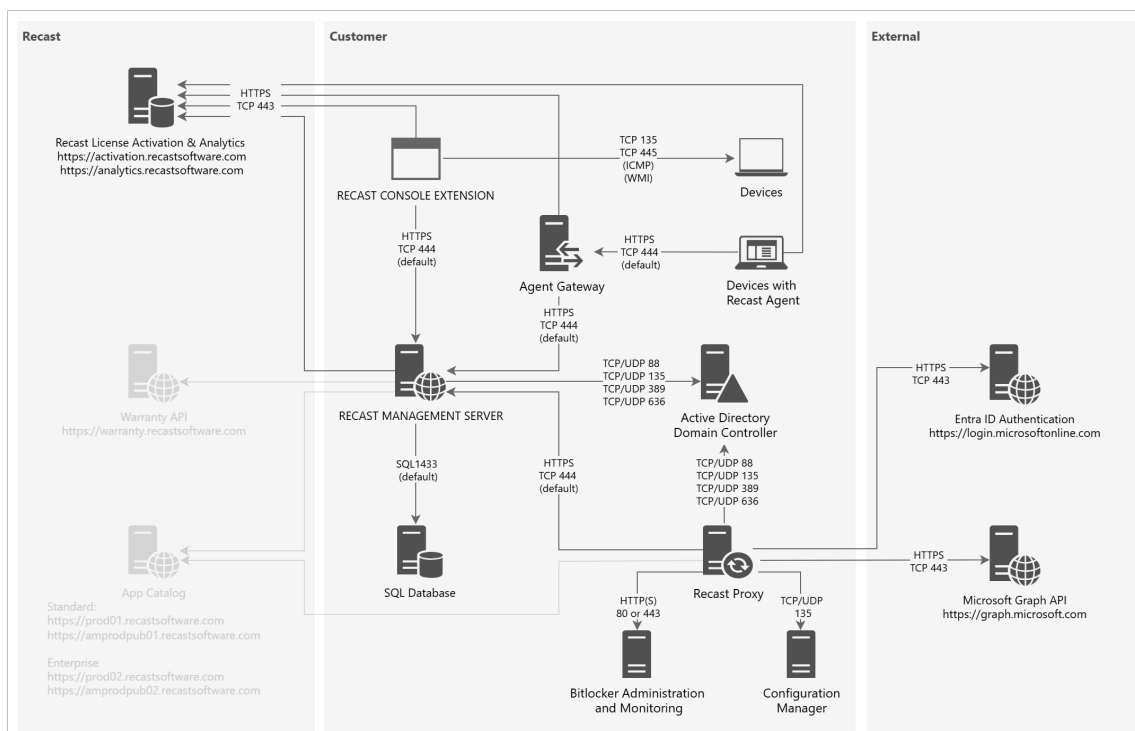 Recast
Customer
External
HTTPS
TCP 443
Recast License Activation & Analytics
https://activation.recastsoftware.com
https://analytics.recastsoftware.com
RECAST CONSOLE EXTENSION
TCP 135
TCP 445
(ICMP)
(WMI)
Devices
HTTPS
TCP 444
(default)
Agent Gateway
HTTPS
TCP 444
(default)
Devices with
Recast Agent
HTTPS
TCP 444
(default)
Warranty API
https://warranty.recastsoftware.com
RECAST MANAGEMENT SERVER
TCP/UDP 88
TCP/UDP 135
TCP/UDP 389
TCP/UDP 636
Active Directory
Domain Controller
HTTPS
TCP 443
Entra ID Authentication
https://login.microsoftonline.com
SQL1433
(default)
HTTPS
TCP 444
(default)
TCP/UDP 88
TCP/UDP 135
TCP/UDP 389
TCP/UDP 636
App Catalog
Standard:
https://prod01.recastsoftware.com
https://amprodpub01.recastsoftware.com
Enterprise
https://prod02.recastsoftware.com
https://amprodpub02.recastsoftware.com
SQL Database
Recast Proxy
HTTPS
TCP 443
Microsoft Graph API
https://graph.microsoft.com
HTTP(S)
80 or 443
TCP/UDP
135
Bitlocker Administration
and Monitoring
Configuration
Manager